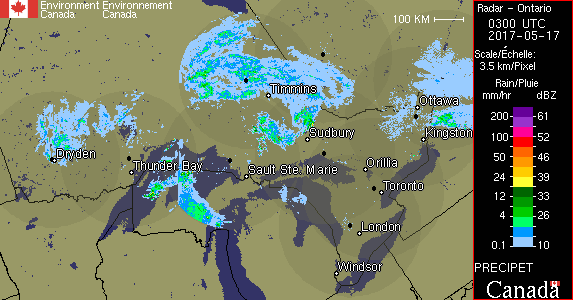 Environment Environnement
Canada Canada
100 KM
Timmins
Ottawa
Sudbury
Kingston
Dryden
Thunder Bay
Sault Ste. Marie
Orillia
Toronto
London
Windsor
Radar - Ontario
0300 UTC
2017-05-17
Scale/Échelle:
3.5 km/Pixel
Rain/Pluie
mm/hr dBZ
200 61
100 52
50 46
24 39
12 33
4 26
0.1 10
PRECIPET
Canada